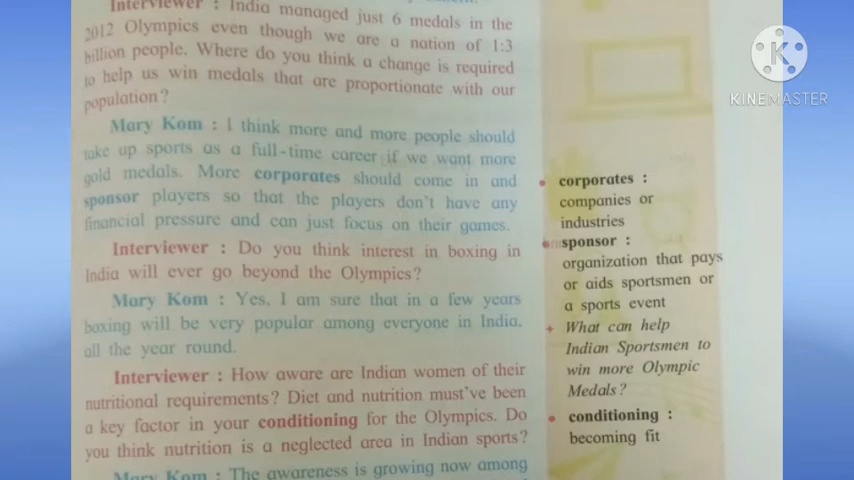 Interviewer : India managed just 6 medals in the
2012 Olympics even though we are a nation of 1:3
billion people. Where do you think a change is required
to help us win medals that are proportionate with our
population?
Mary Kom : I think more and more people should
take up sports as a full-time career if we want more
gold medals. More corporates should come in and
sponsor players so that the players don't have any
financial pressure and can just focus on their games.
Interviewer : Do you think interest in boxing in
India will ever go beyond the Olympics?
Mary Kom : Yes, I am sure that in a few years
boxing will be very popular among everyone in India,
all the year round.
Interviewer : How aware are Indian women of their
nutritional requirements? Diet and nutrition must've been
a key factor in your conditioning for the Olympics. Do
you think nutrition is a neglected area in Indian sports?
Mary Kom : The awareness is growing now among
corporates :
companies or
industries
sponsor :
organization that pays
or aids sportsmen or
a sports event
What can help
Indian Sportsmen to
win more Olympic
Medals?
conditioning :
becoming fit
K
KINEMASTER